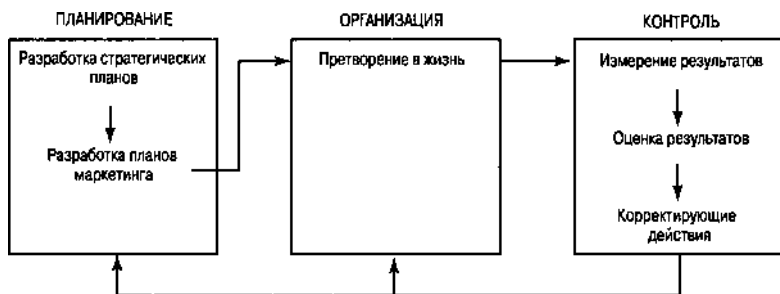 ПЛАНИРОВАНИЕ
Разработка стратегических
планов
Разработка планов
маркетинга
ОРГАНИЗАЦИЯ
Претворение в жизнь
КОНТРОЛЬ
Измерение результатов
Оценка результатов
Корректирующие
действия